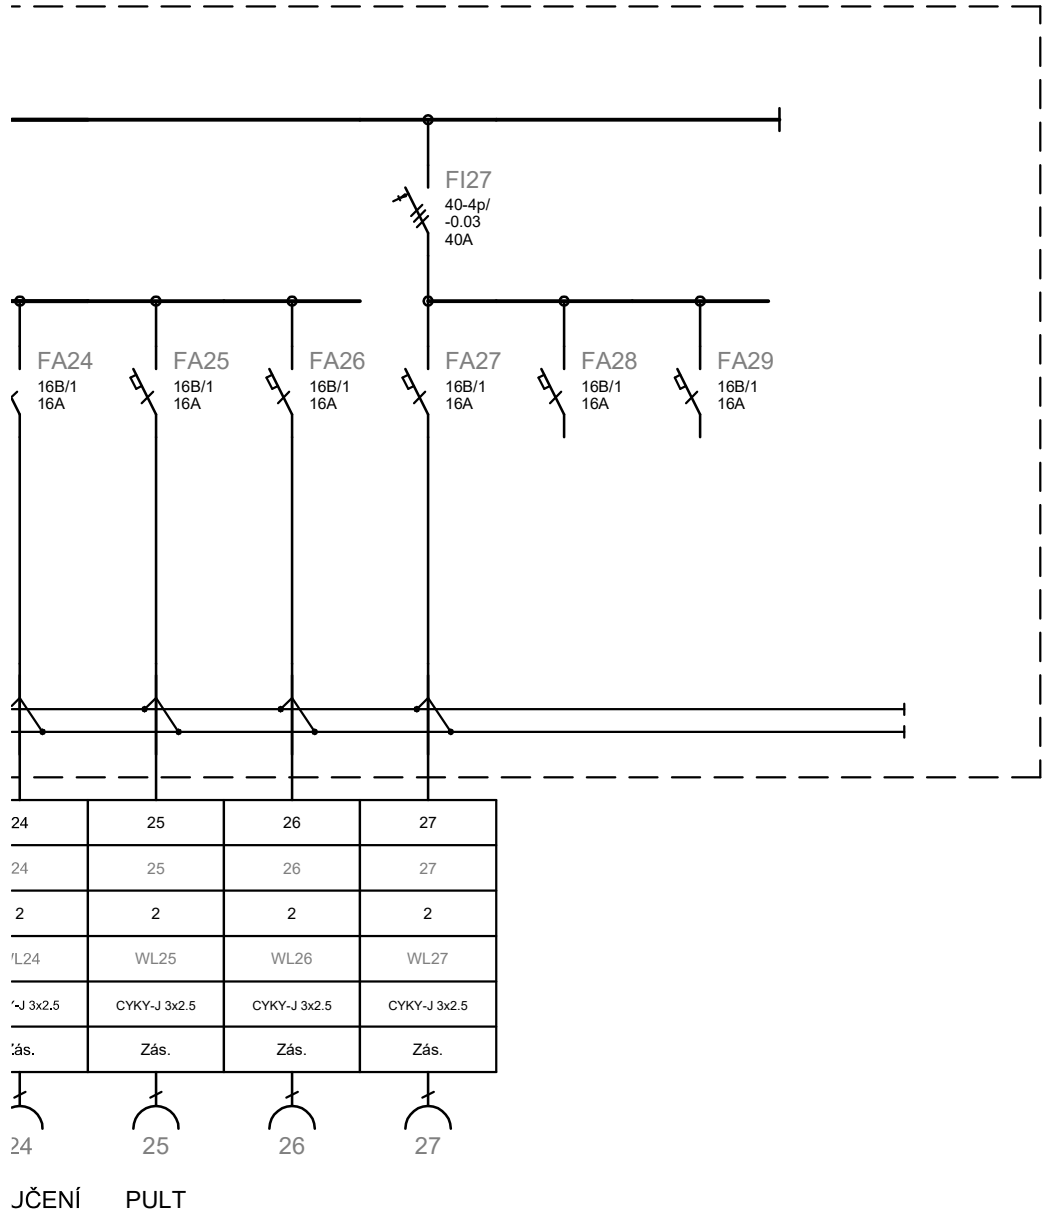 FI27
40-4p/
-0.03
40A
FA24
16B/1
16A
FA25
16B/1
16A
FA26
16B/1
16A
FA27
16B/1
16A
FA28
16B/1
16A
FA29
16B/1
16A
24 25 26 27
24 25 26 27
2 2 2 2
WL25 WL26 WL27
CYKY-J 3x2.5 CYKY-J 3x2.5 CYKY-J 3x2.5
Zás. Zás. Zás.
24 25 26 27
PULT